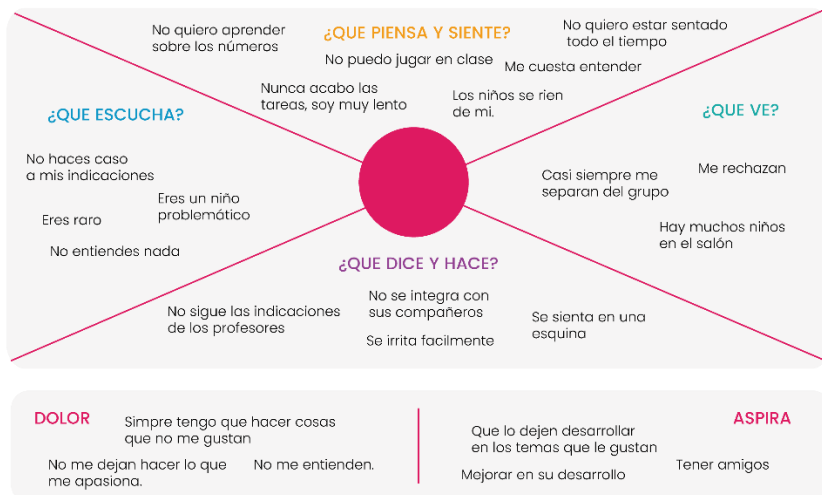 ¿QUE PIENSA Y SIENTE?
No quiero aprender
sobre los números
No puedo jugar en clase
No quiero estar sentado
todo el tiempo
Me cuesta entender
Nunca acabo las
tareas, soy muy lento
Los niños se rien
de mi.
¿QUE ESCUCHA?
No haces caso
a mis indicaciones
Eres un niño
problemático
Eres raro
No entiendes nada
¿QUE VE?
Casi siempre me
separan del grupo
Me rechazan
Hay muchos niños
en el salón
¿QUE DICE Y HACE?
No sigue las indicaciones
de los profesores
No se integra con
sus compañeros
Se irrita facilmente
Se sienta en una
esquina
DOLOR
Simpre tengo que hacer cosas
que no me gustan
No me dejan hacer lo que
me apasiona.
No me entienden.
ASPIRA
Que lo dejen desarrollar
en los temas que le gustan
Mejorar en su desarrollo
Tener amigos